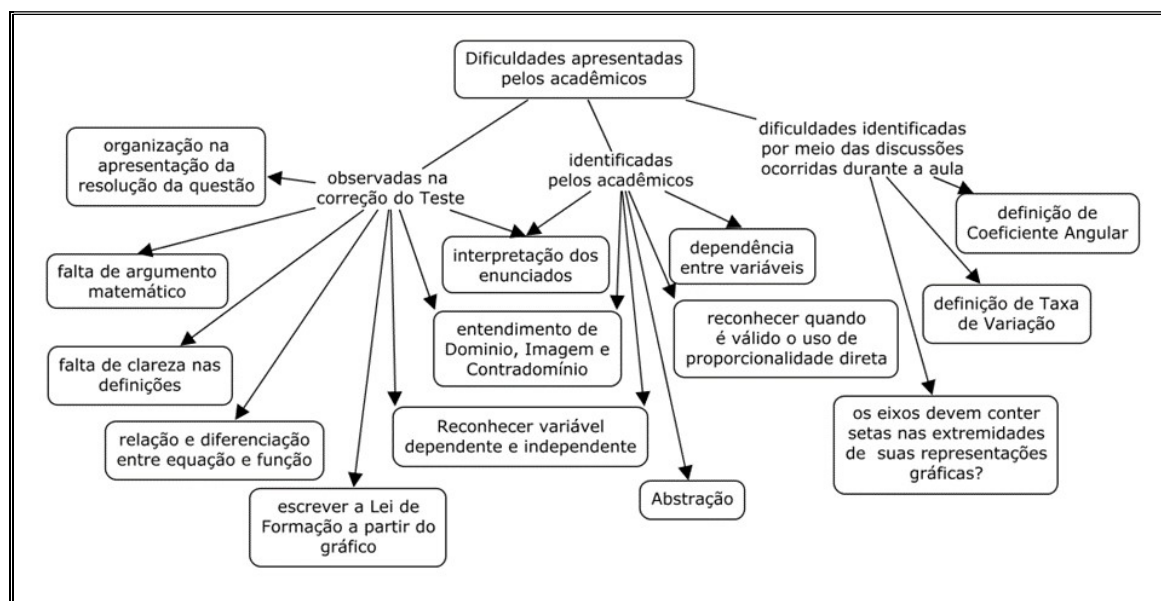 Dificuldades apresentadas
pelos acadêmicos
organização na
apresentação da
resolução da questão
observadas na
correção do Teste
identificadas
pelos acadêmicos
dificuldades identificadas
por meio das discussões
ocorridas durante a aula
falta de argumento
matemático
interpretação dos
enunciados
dependência
entre variáveis
definição de
Coeficiente Angular
falta de clareza nas
definições
entendimento de
Dominio, Imagem e
Contradomínio
reconhecer quando
é válido o uso de
proporcionalidade direta
definição de Taxa
de Variação
relação e diferenciação
entre equação e função
Reconhecer variável
dependente e independente
os eixos devem conter
setas nas extremidades
de suas representações
gráficas?
escrever a Lei de
Formação a partir do
gráfico
Abstração